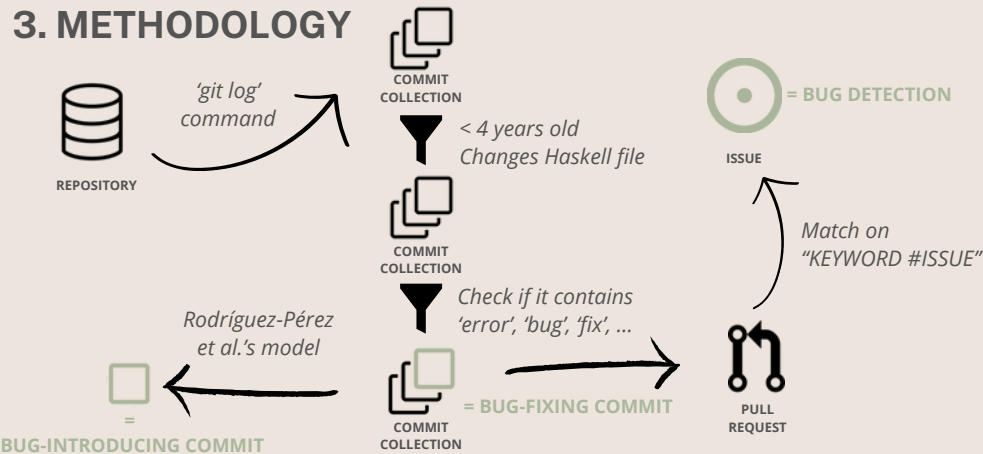 3. METHODOLOGY
COMMIT
COLLECTION
‘git log’
command
REPOSITORY
< 4 years old
Changes Haskell file
= BUG DETECTION
ISSUE
COMMIT
COLLECTION
Match on
“KEYWORD #ISSUE”
Check if it contains
‘error’, ‘bug’, ‘fix’, ...
Rodríguez-Pérez
et al.’s model
= BUG-FIXING COMMIT
PULL
REQUEST
COMMIT
COLLECTION
=
BUG-INTRODUCING COMMIT